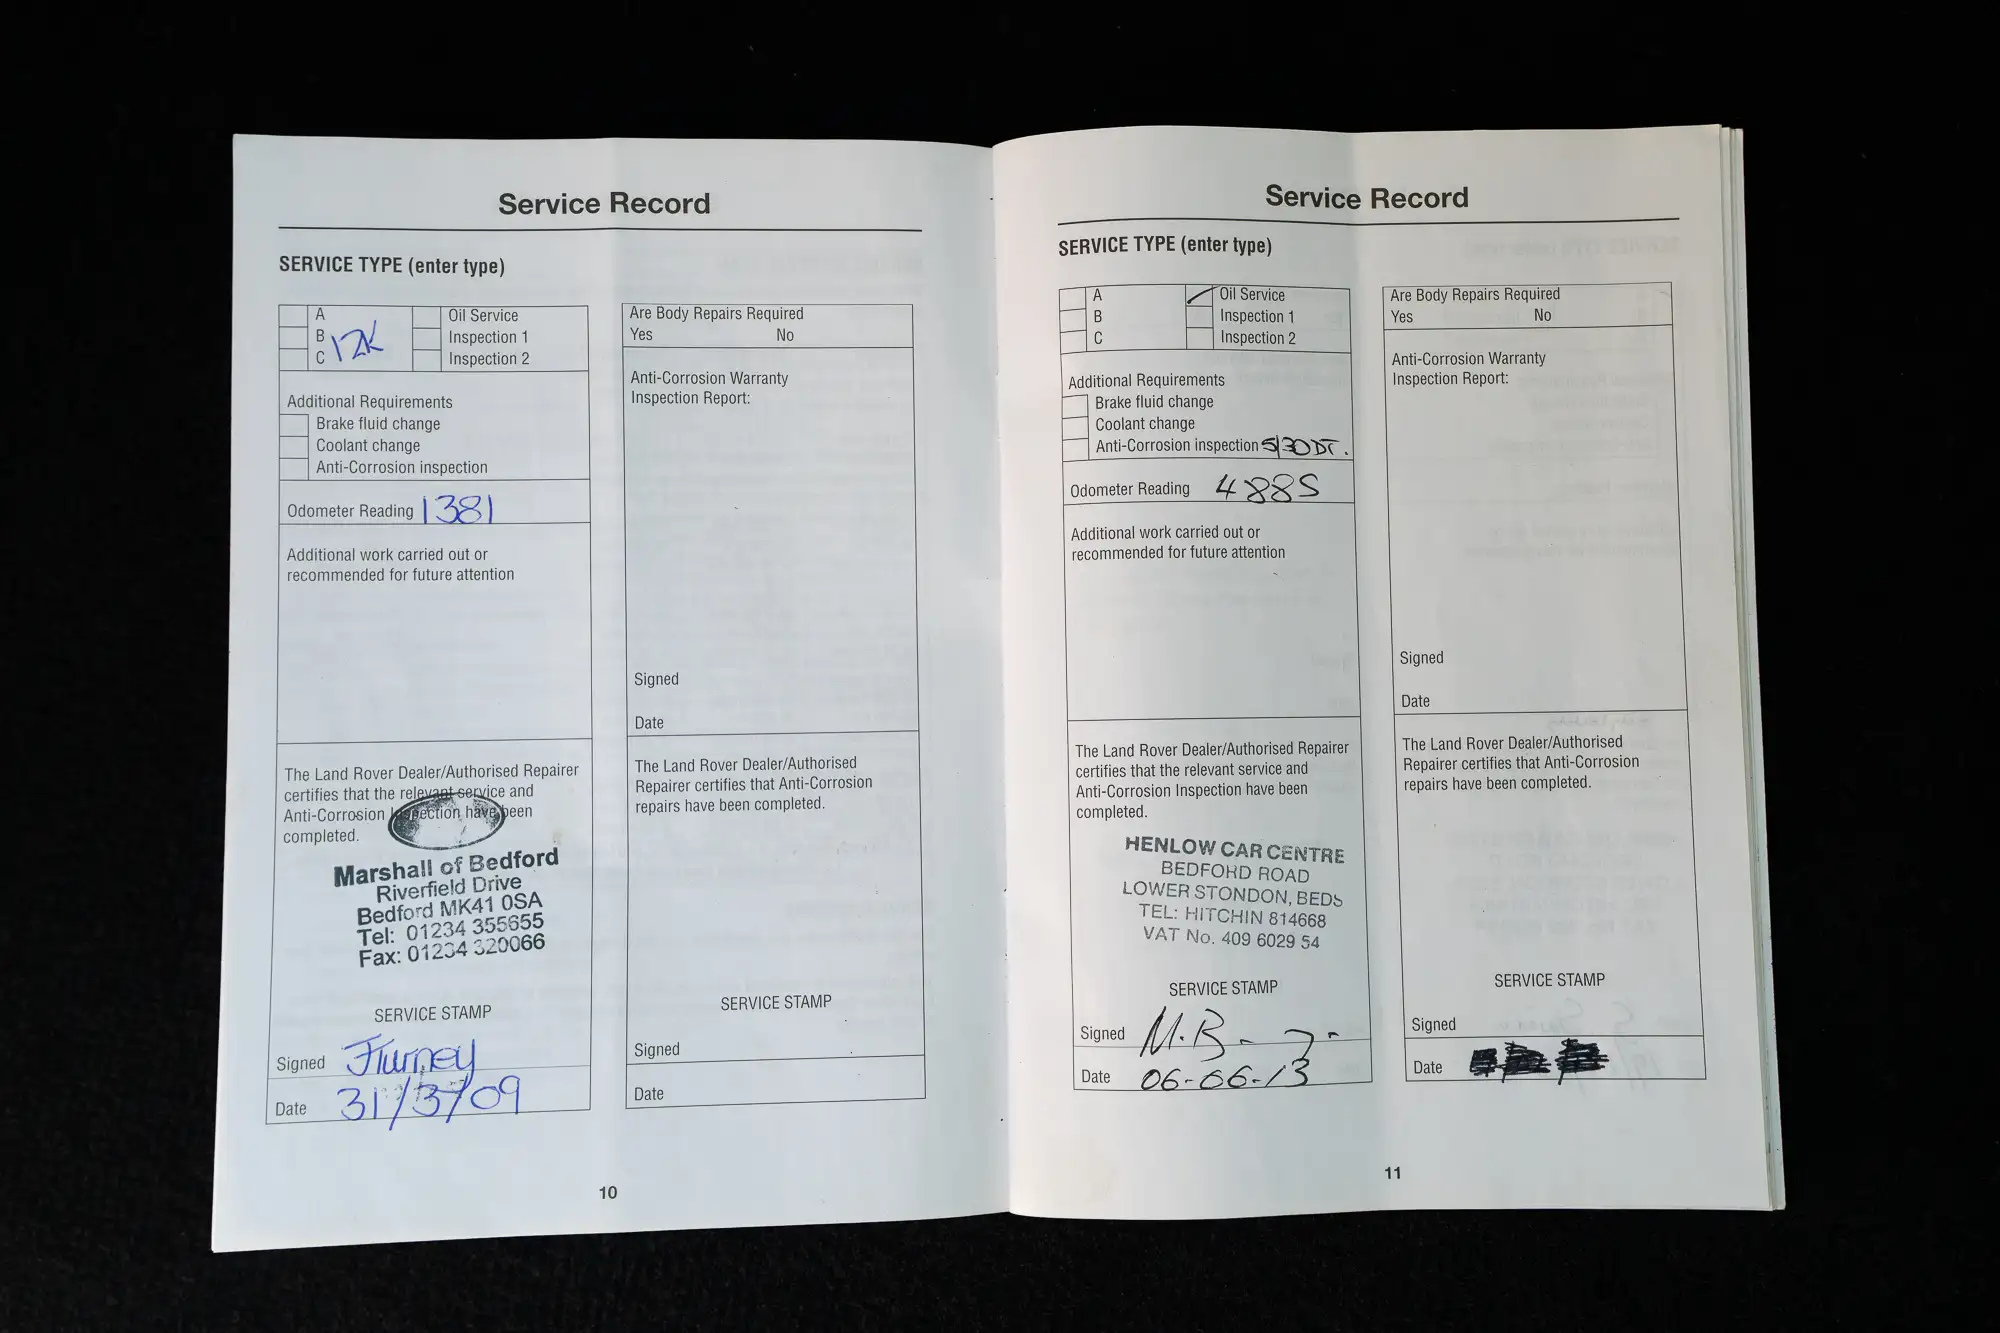 Service Record
SERVICE TYPE (enter type)
A
B
C
12K
Oil Service
Inspection 1
Inspection 2
Additional Requirements
Brake fluid change
Coolant change
Anti-Corrosion inspection
Odometer Reading 1381
Additional work carried out or
recommended for future attention
The Land Rover Dealer/Authorised Repairer
certifies that the relevant service and
Anti-Corrosion Inspection have been
completed.
Marshall of Bedford
Riverfield Drive
Bedford MK41 0SA
Tel: 01234 355655
Fax: 01234 320066
SERVICE STAMP
Signed
Date 31/3/09
Are Body Repairs Required
Yes No
Anti-Corrosion Warranty
Inspection Report:
Signed
Date
The Land Rover Dealer/Authorised
Repairer certifies that Anti-Corrosion
repairs have been completed.
SERVICE STAMP
Signed
Date
10
Service Record
SERVICE TYPE (enter type)
A
B
C
Oil Service
Inspection 1
Inspection 2
Additional Requirements
Brake fluid change
Coolant change
Anti-Corrosion inspection 5/30DT.
Odometer Reading 4885
Additional work carried out or
recommended for future attention
The Land Rover Dealer/Authorised Repairer
certifies that the relevant service and
Anti-Corrosion Inspection have been
completed.
HENLOW CAR CENTRE
BEDFORD ROAD
LOWER STONDON, BEDS
TEL: HITCHIN 814668
VAT No. 409 6029 54
SERVICE STAMP
Signed M.B
Date 06-06-13
Are Body Repairs Required
Yes No
Anti-Corrosion Warranty
Inspection Report:
Signed
Date
The Land Rover Dealer/Authorised
Repairer certifies that Anti-Corrosion
repairs have been completed.
SERVICE STAMP
Signed
Date
11